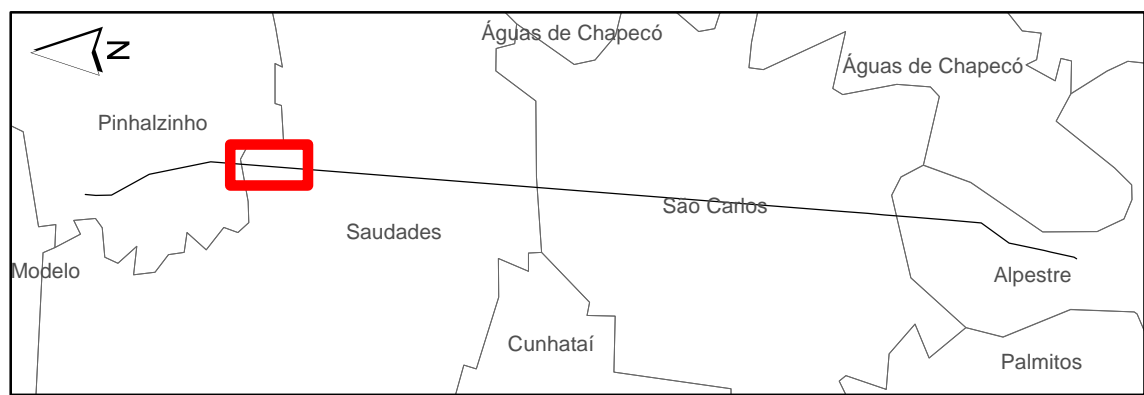 Águas de Chapecó
N
Águas de Chapecó
Pinhalzinho
Sao Carlos
Saudades
Modelo
Alpestre
Cunhataí
Palmitos